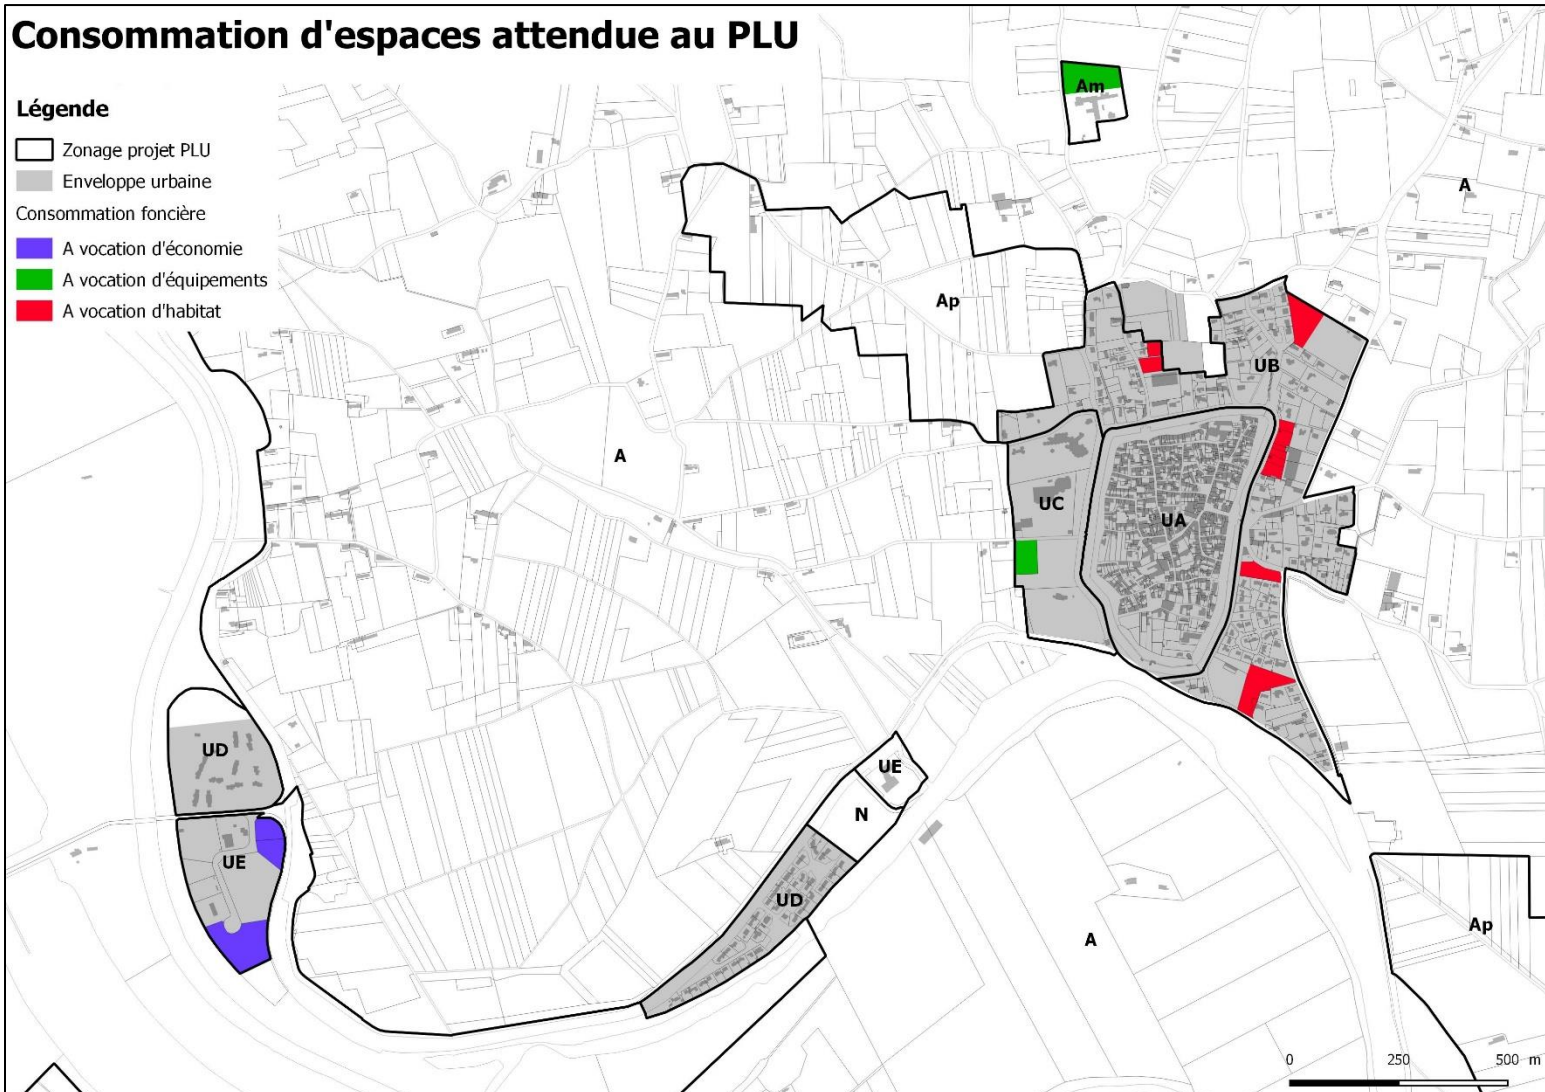 Consommation d'espaces attendue au PLU
Légende
Zonage projet PLU
Enveloppe urbaine
Consommation foncière
A vocation d'économie
A vocation d'équipements
A vocation d'habitat
Am
A
Ap
UB
A
UC
UA
UD
UE
N
UE
UD
A
Ap
0 250 500 m